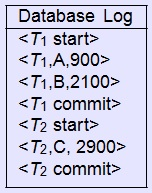 Database Log
<T1 start>
<T1,A,900>
<T1,B,2100>
<T1 commit>
<T2 start>
<T2,C, 2900>
<T2 commit>